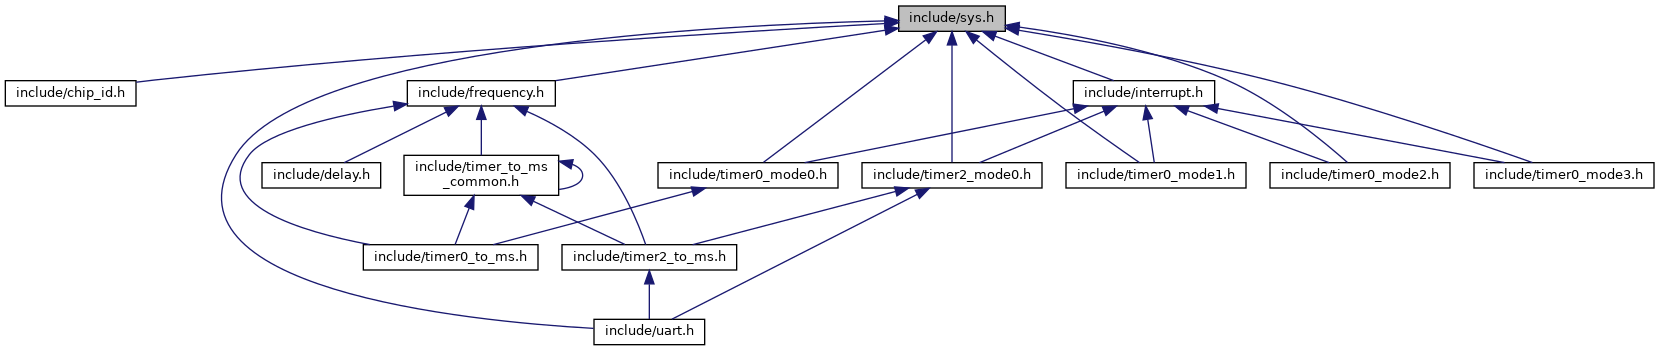 include/sys.h
include/chip_id.h
include/frequency.h
include/interrupt.h
include/delay.h
include/timer_to_ms
_common.h
include/timer0_mode0.h
include/timer2_mode0.h
include/timer0_mode1.h
include/timer0_mode2.h
include/timer0_mode3.h
include/timer0_to_ms.h
include/timer2_to_ms.h
include/uart.h